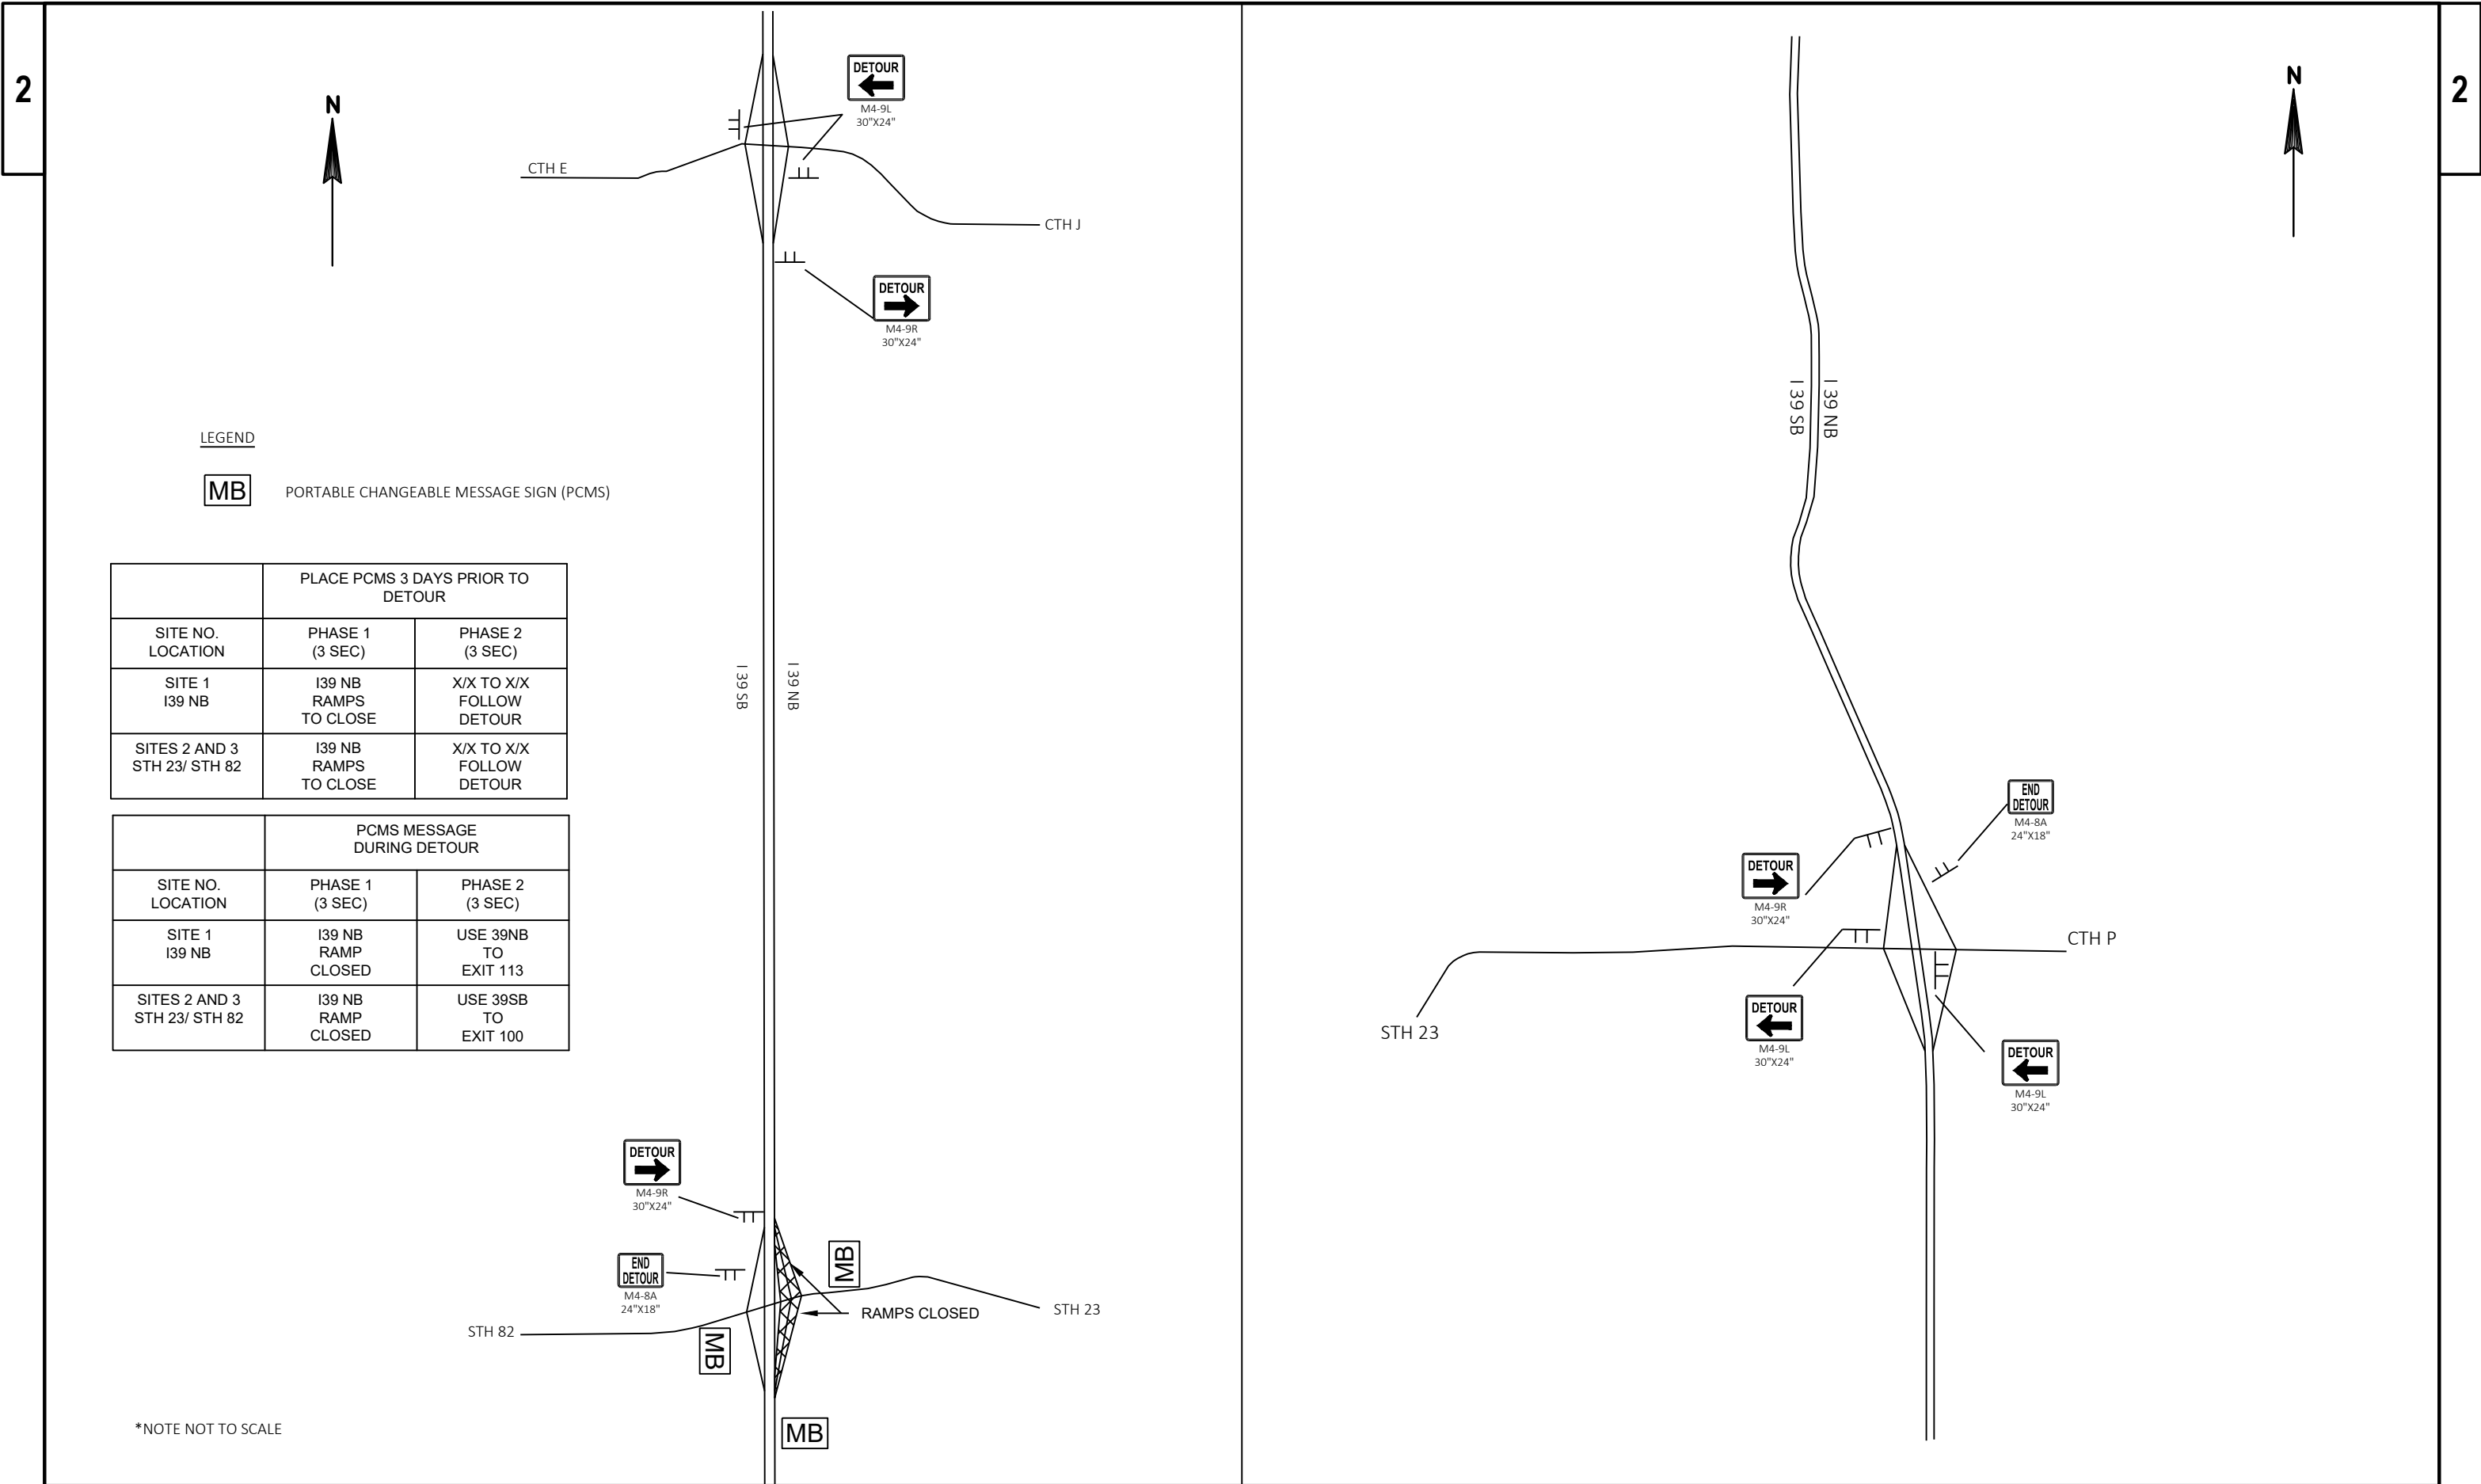 2
2
N
DETOUR
M4-9L
30"X24"
CTH E
CTH J
DETOUR
M4-9R
30"X24"
LEGEND
MB PORTABLE CHANGEABLE MESSAGE SIGN (PCMS)
PLACE PCMS 3 DAYS PRIOR TO
DETOUR
SITE NO.
LOCATION
PHASE 1
(3 SEC)
PHASE 2
(3 SEC)
SITE 1
I39 NB
I39 NB
RAMPS
TO CLOSE
X/X TO X/X
FOLLOW
DETOUR
SITES 2 AND 3
STH 23/ STH 82
I39 NB
RAMPS
TO CLOSE
X/X TO X/X
FOLLOW
DETOUR
PCMS MESSAGE
DURING DETOUR
SITE NO.
LOCATION
PHASE 1
(3 SEC)
PHASE 2
(3 SEC)
SITE 1
I39 NB
I39 NB
RAMP
CLOSED
USE 39NB
TO
EXIT 113
SITES 2 AND 3
STH 23/ STH 82
I39 NB
RAMP
CLOSED
USE 39SB
TO
EXIT 100
I 39 SB
I 39 NB
DETOUR
M4-9R
30"X24"
END
DETOUR
M4-8A
24"X18"
MB
RAMPS CLOSED
STH 23
STH 82
MB
MB
*NOTE NOT TO SCALE
N
I 39 SB
I 39 NB
END
DETOUR
M4-8A
24"X18"
DETOUR
M4-9R
30"X24"
CTH P
STH 23
DETOUR
M4-9L
30"X24"
DETOUR
M4-9L
30"X24"